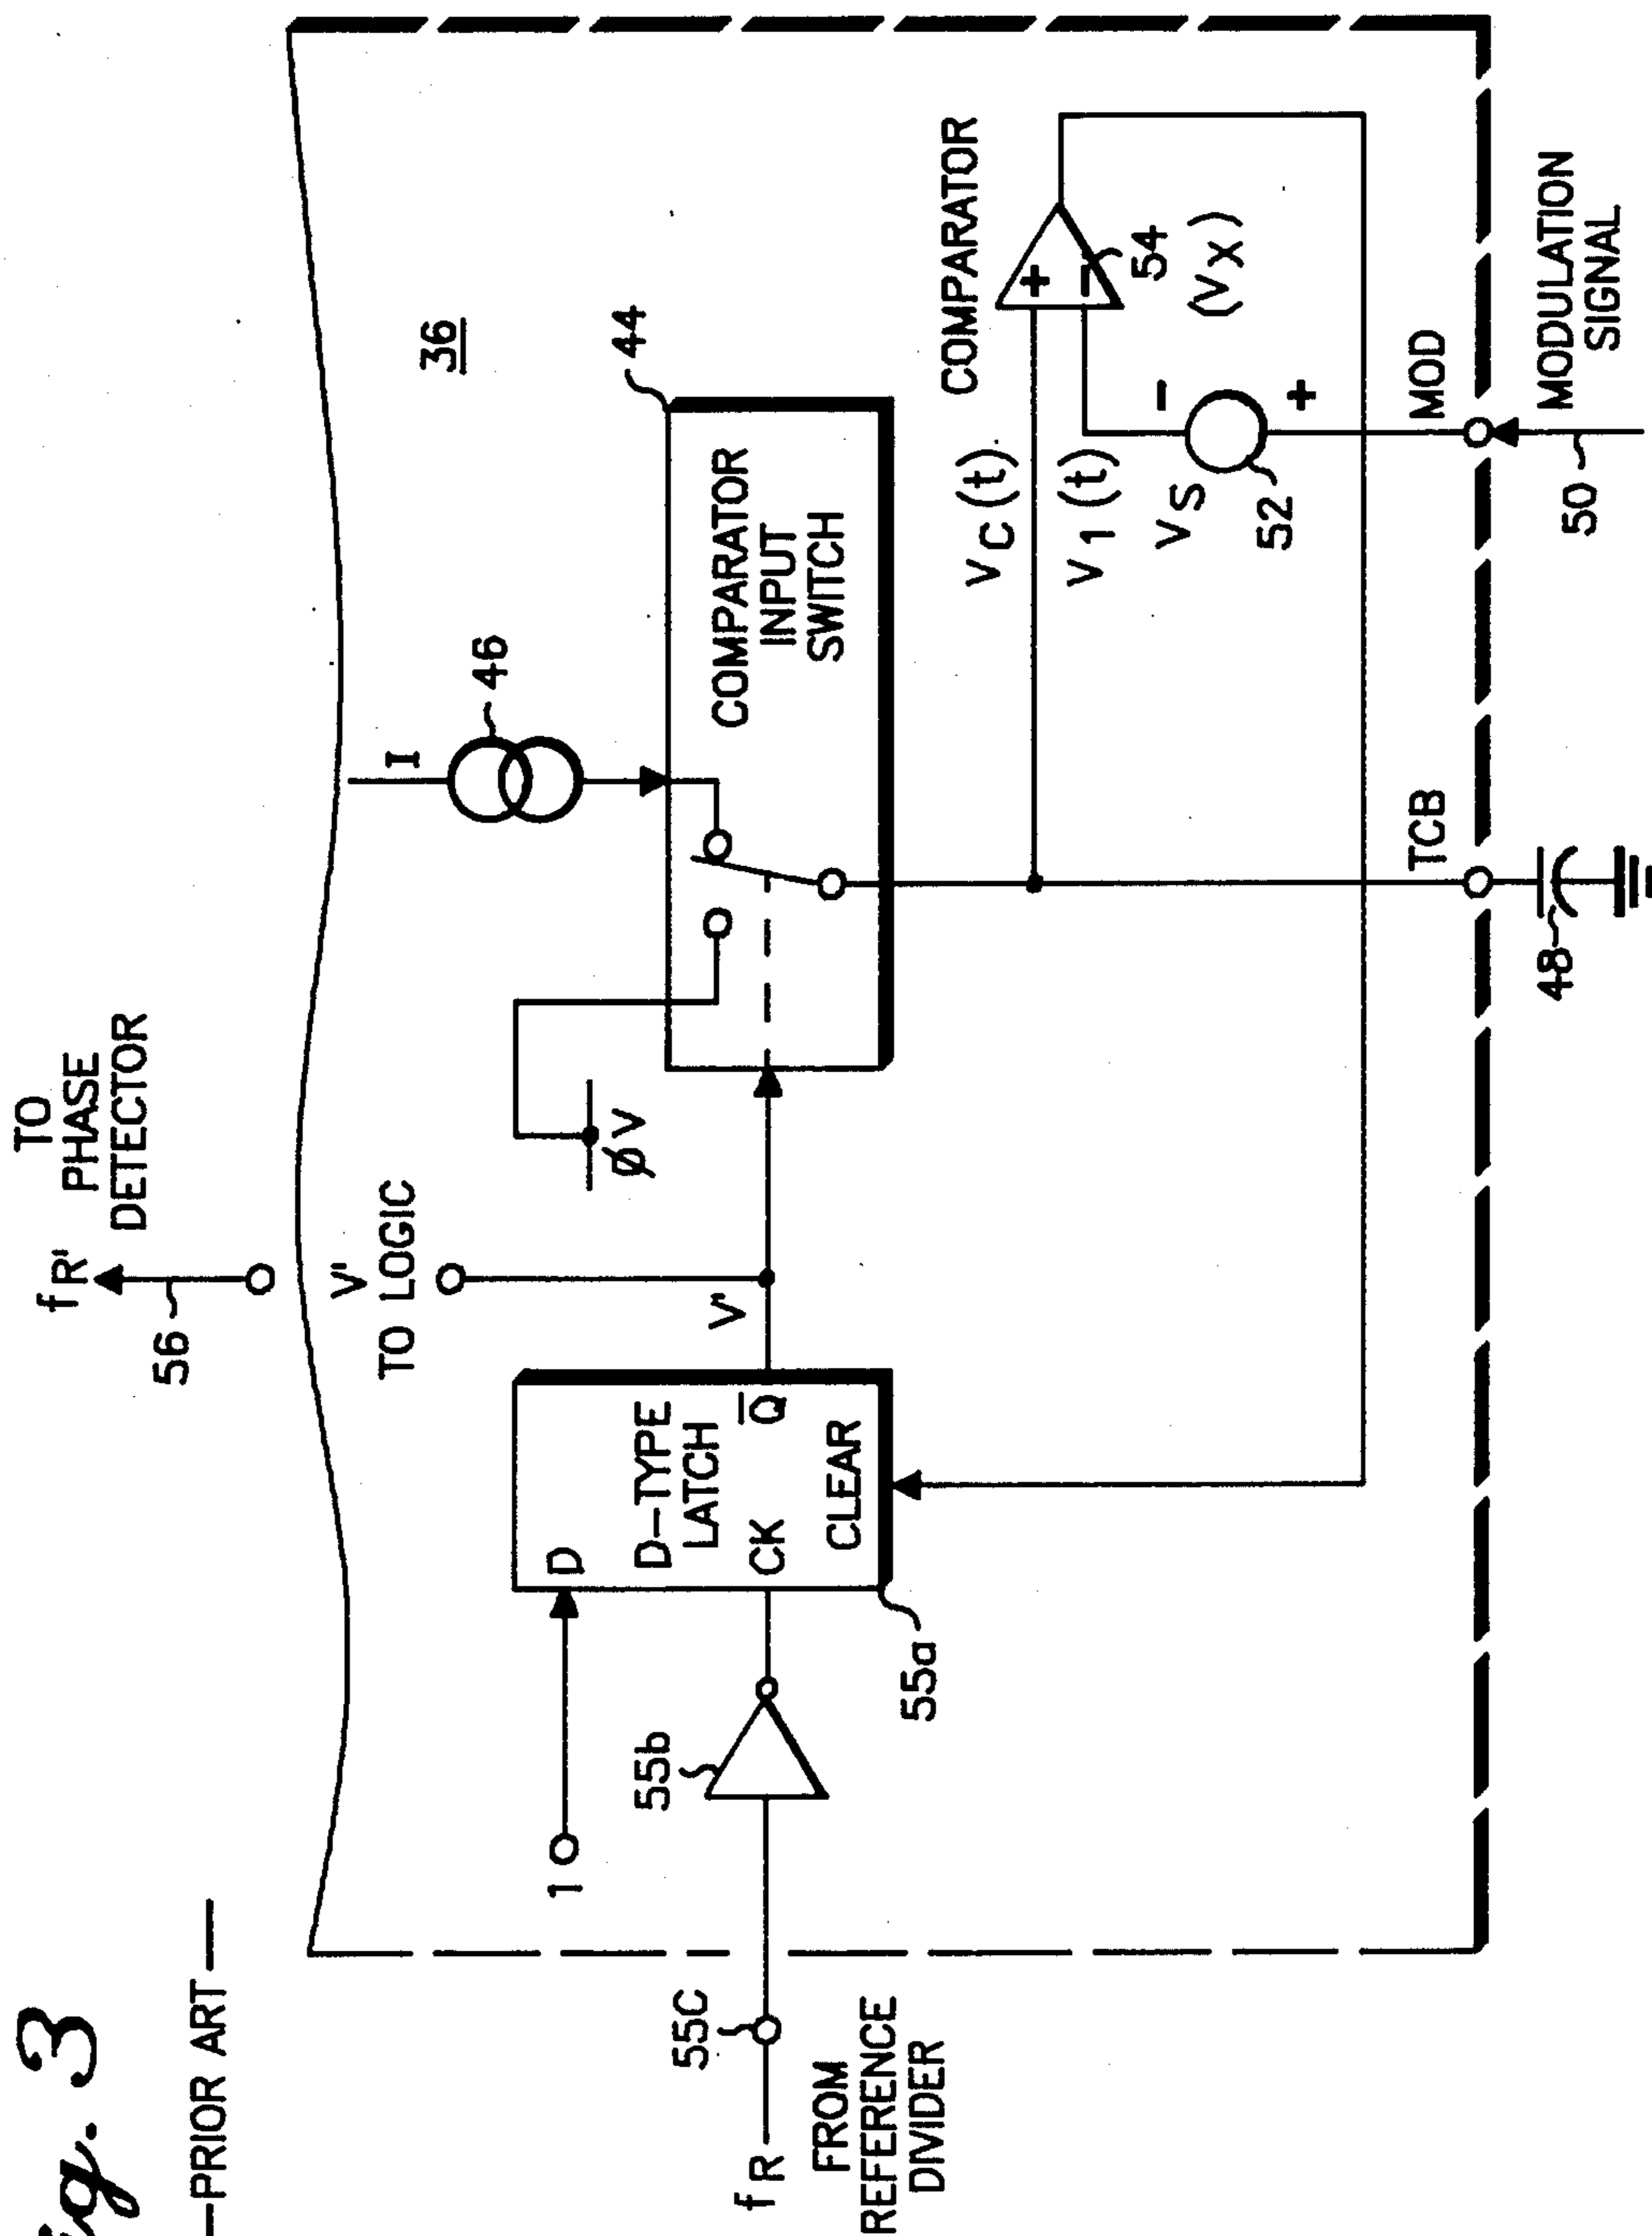 ig. 3
—PRIOR ART—
TO
PHASE
DETECTOR
fR'
56
V'
TO LOGIC
36
I
46
44
COMPARATOR
INPUT
SWITCH
ØV
V'
D
D–TYPE
LATCH
Q̅
CK
CLEAR
1
55b
55a
55C
fR
FROM
REFERENCE
DIVIDER
COMPARATOR
VC(t)
V1(t)
+
−
54
(VX)
VS
−
+
52
MOD
TCB
48
50
MODULATION
SIGNAL